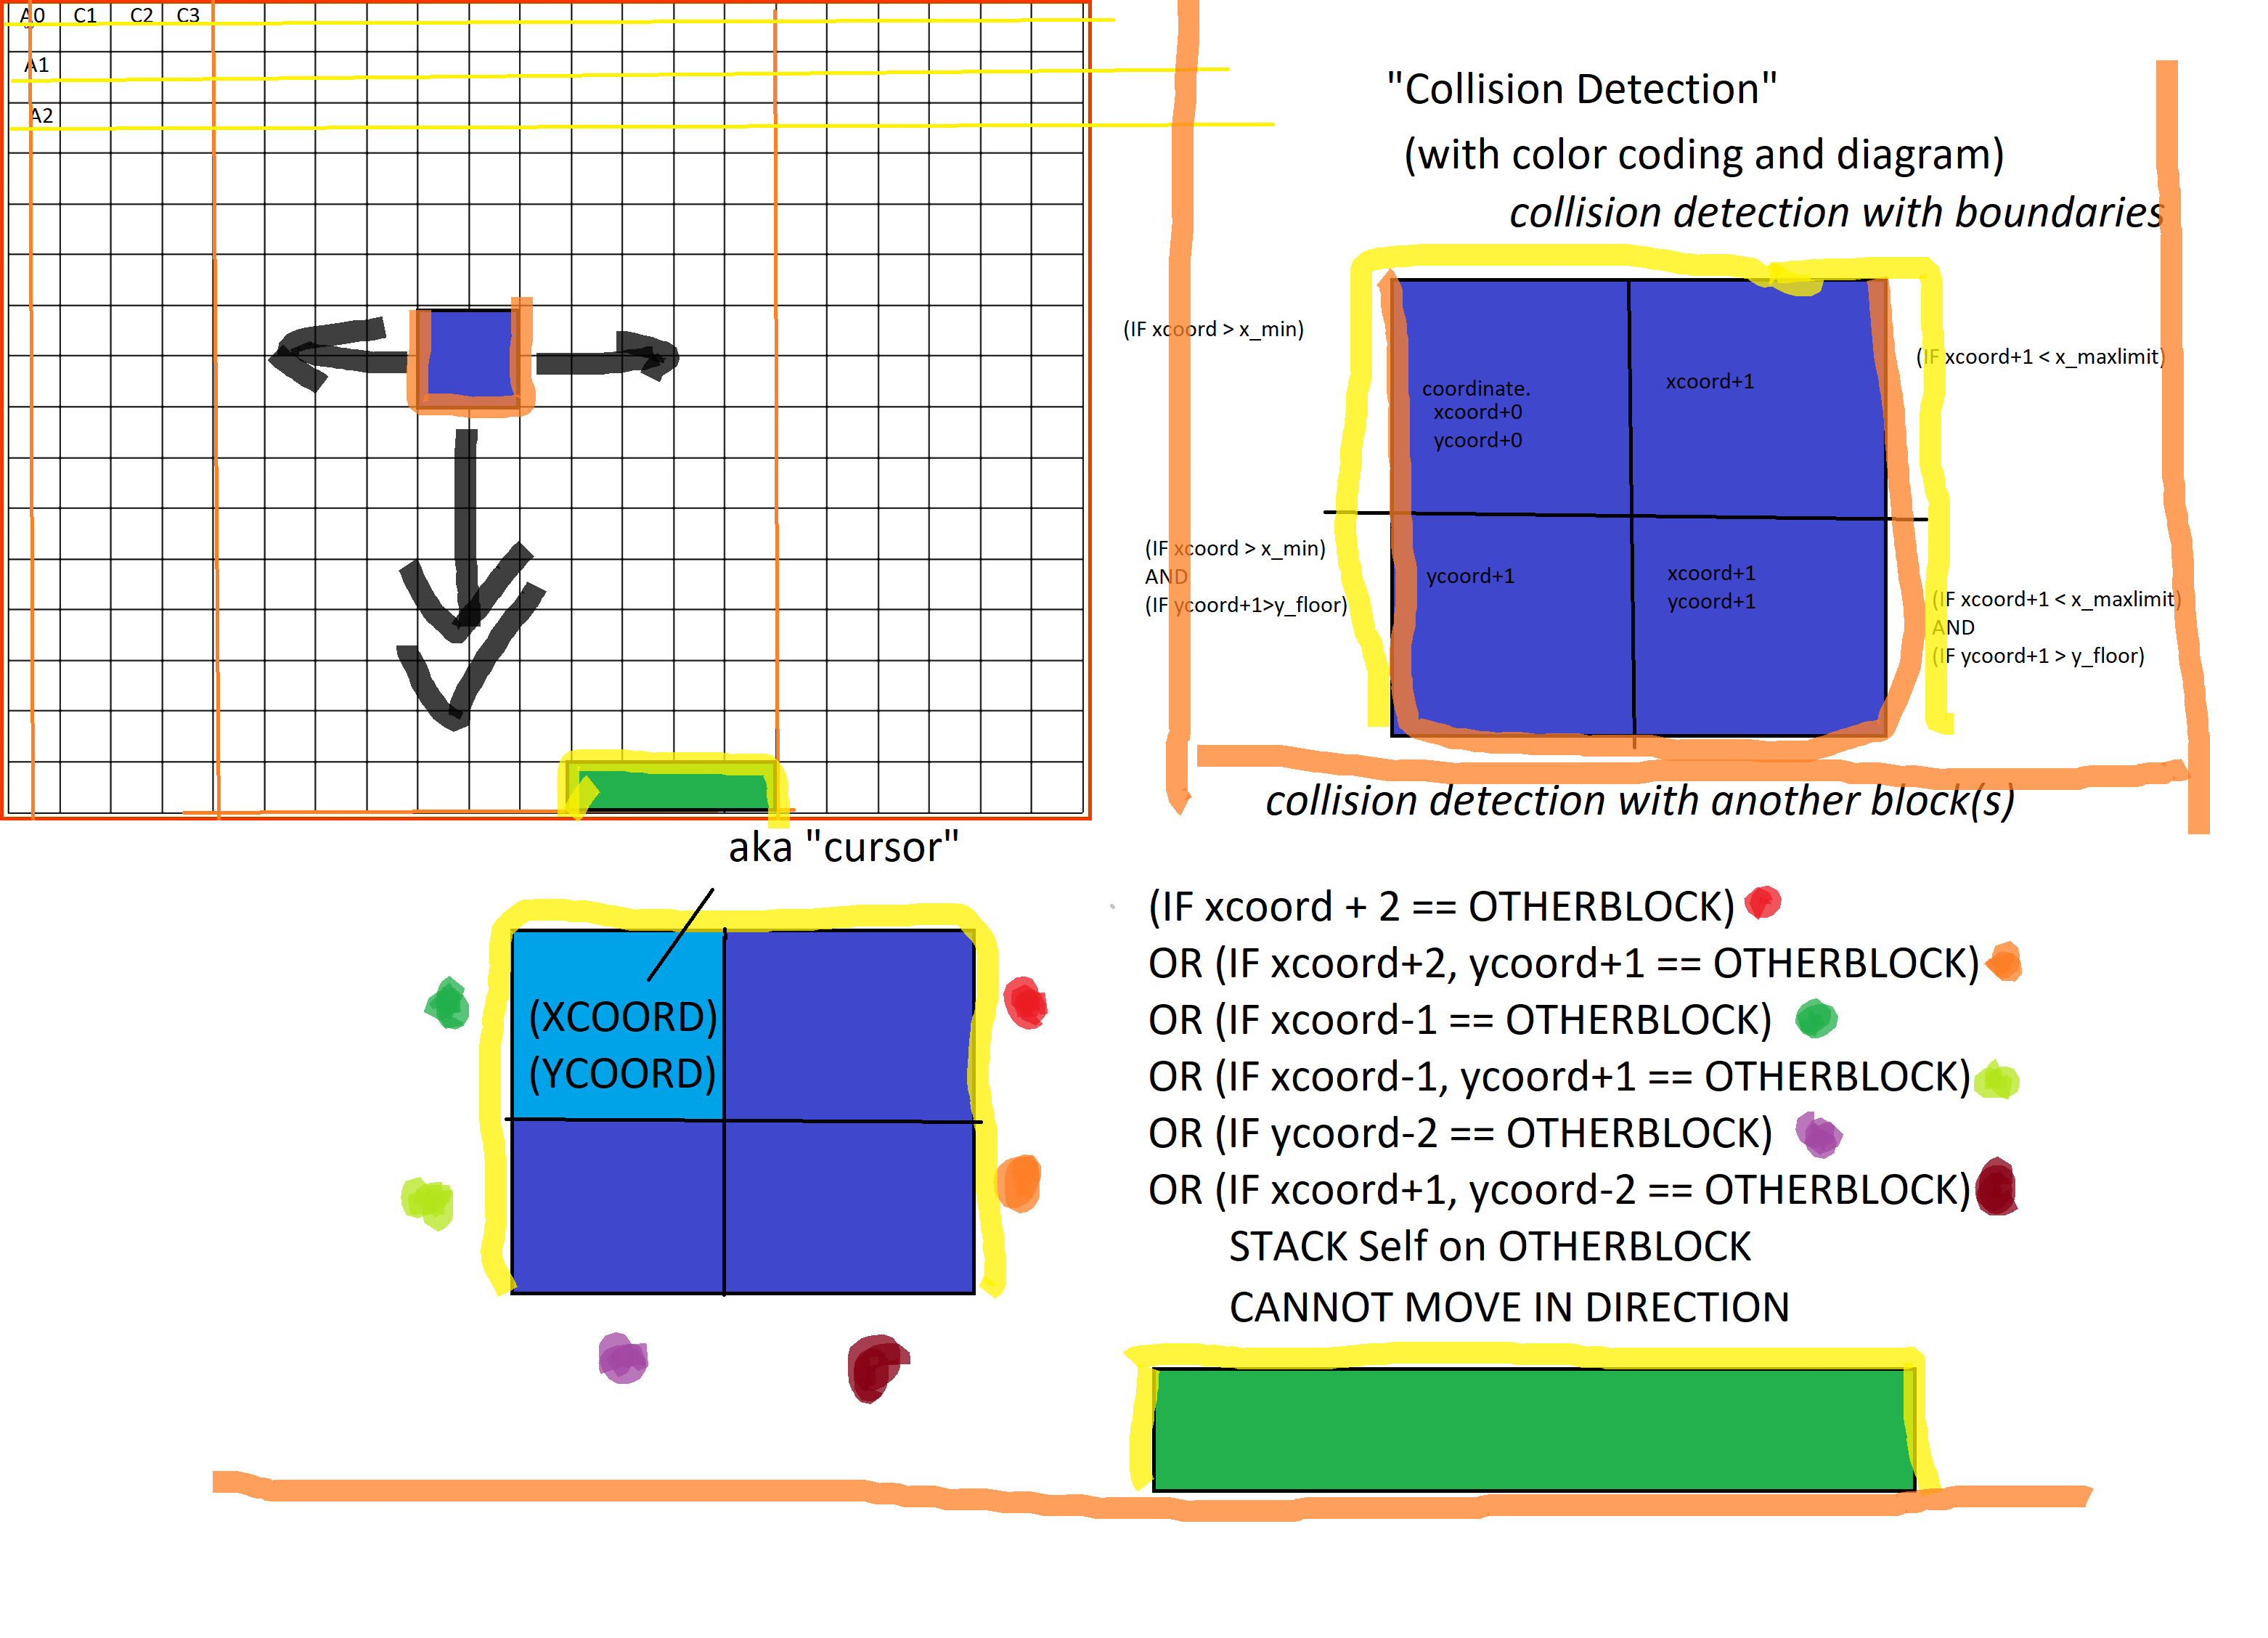 A0 C1 C2 C3
A1
A2
"Collision Detection"
(with color coding and diagram)
collision detection with boundaries
(IF xcoord > x_min)
(IF xcoord+1 < x_maxlimit)
coordinate.
xcoord+0
ycoord+0
xcoord+1
(IF xcoord > x_min)
AND
(IF ycoord+1>y_floor)
ycoord+1
xcoord+1
ycoord+1
(IF xcoord+1 < x_maxlimit)
AND
(IF ycoord+1 > y_floor)
collision detection with another block(s)
aka "cursor"
(XCOORD)
(YCOORD)
(IF xcoord + 2 == OTHERBLOCK)
OR (IF xcoord+2, ycoord+1 == OTHERBLOCK)
OR (IF xcoord-1 == OTHERBLOCK)
OR (IF xcoord-1, ycoord+1 == OTHERBLOCK)
OR (IF ycoord-2 == OTHERBLOCK)
OR (IF xcoord+1, ycoord-2 == OTHERBLOCK)
STACK Self on OTHERBLOCK
CANNOT MOVE IN DIRECTION